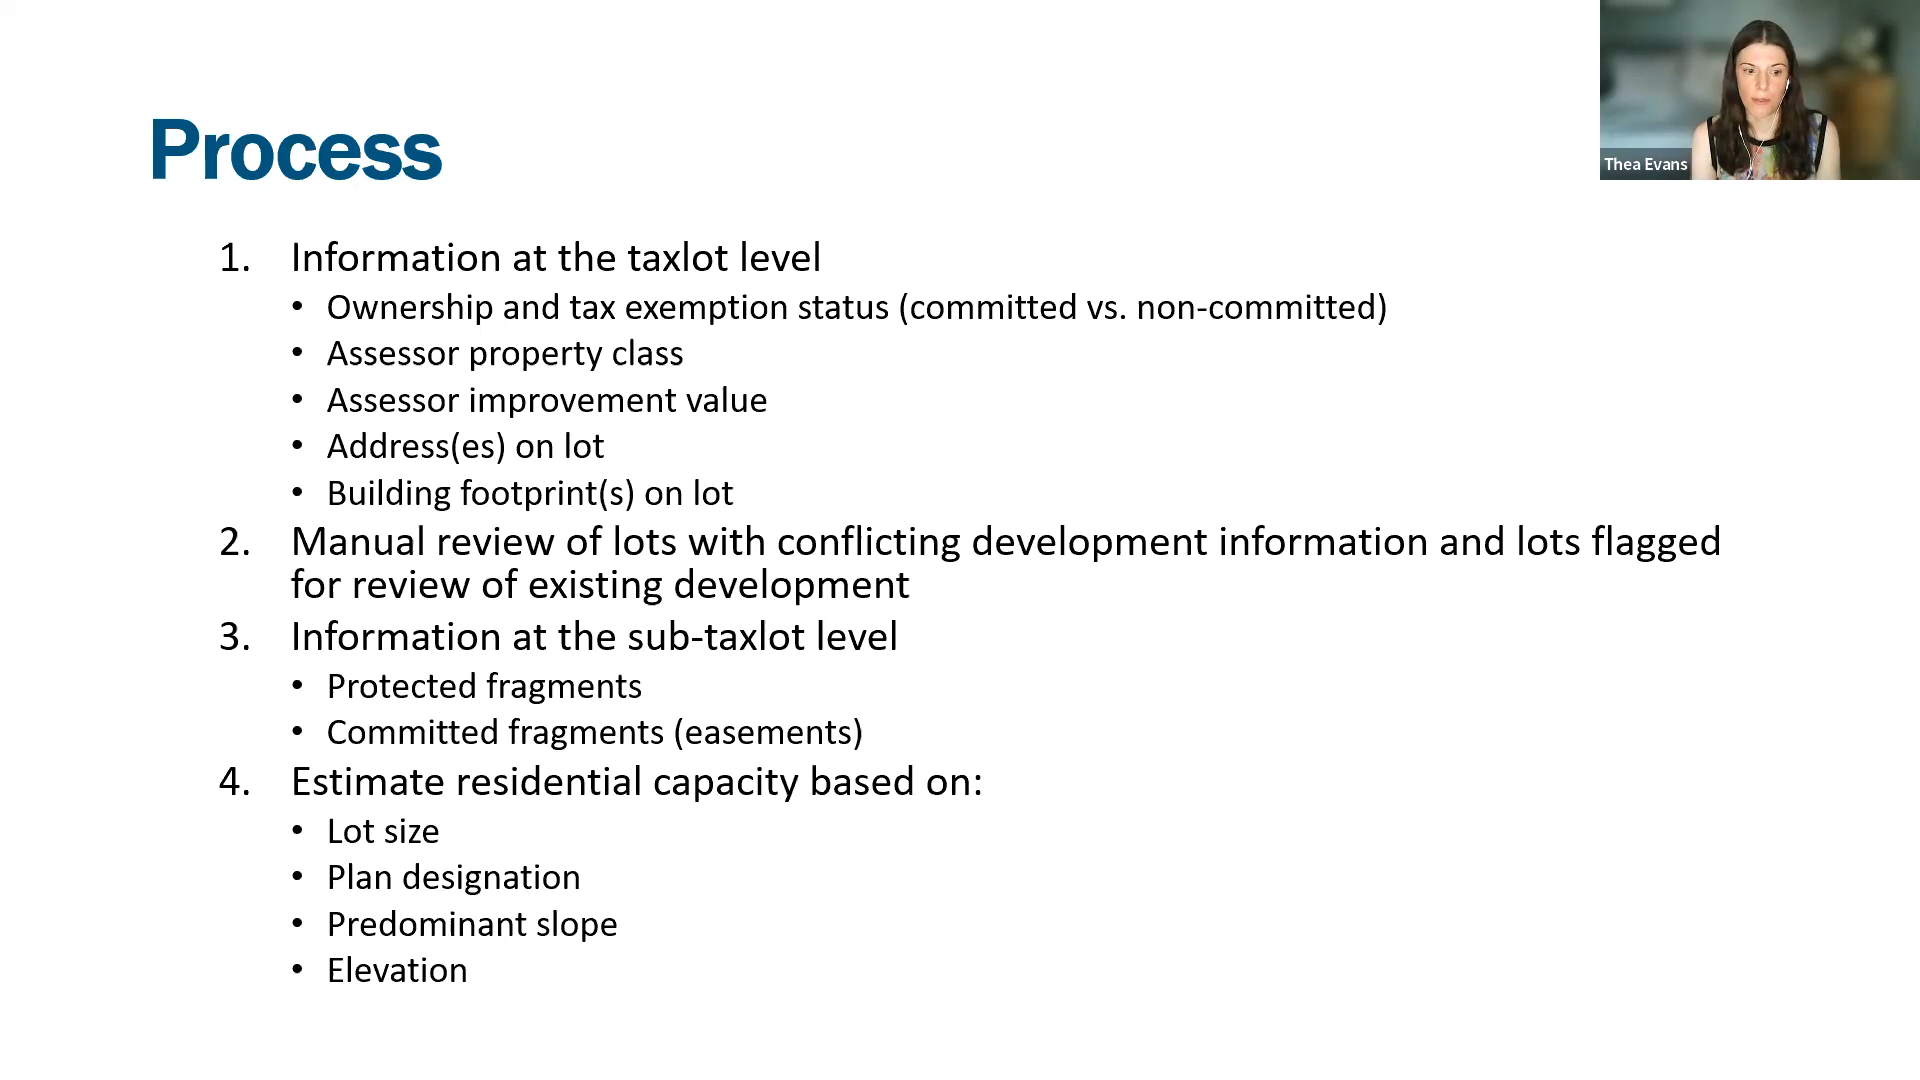 Process
Thea Evans
1. Information at the taxlot level
• Ownership and tax exemption status (committed vs. non-committed)
• Assessor property class
• Assessor improvement value
• Address(es) on lot
• Building footprint(s) on lot
2. Manual review of lots with conflicting development information and lots flagged
for review of existing development
3. Information at the sub-taxlot level
• Protected fragments
• Committed fragments (easements)
4. Estimate residential capacity based on:
• Lot size
• Plan designation
• Predominant slope
• Elevation